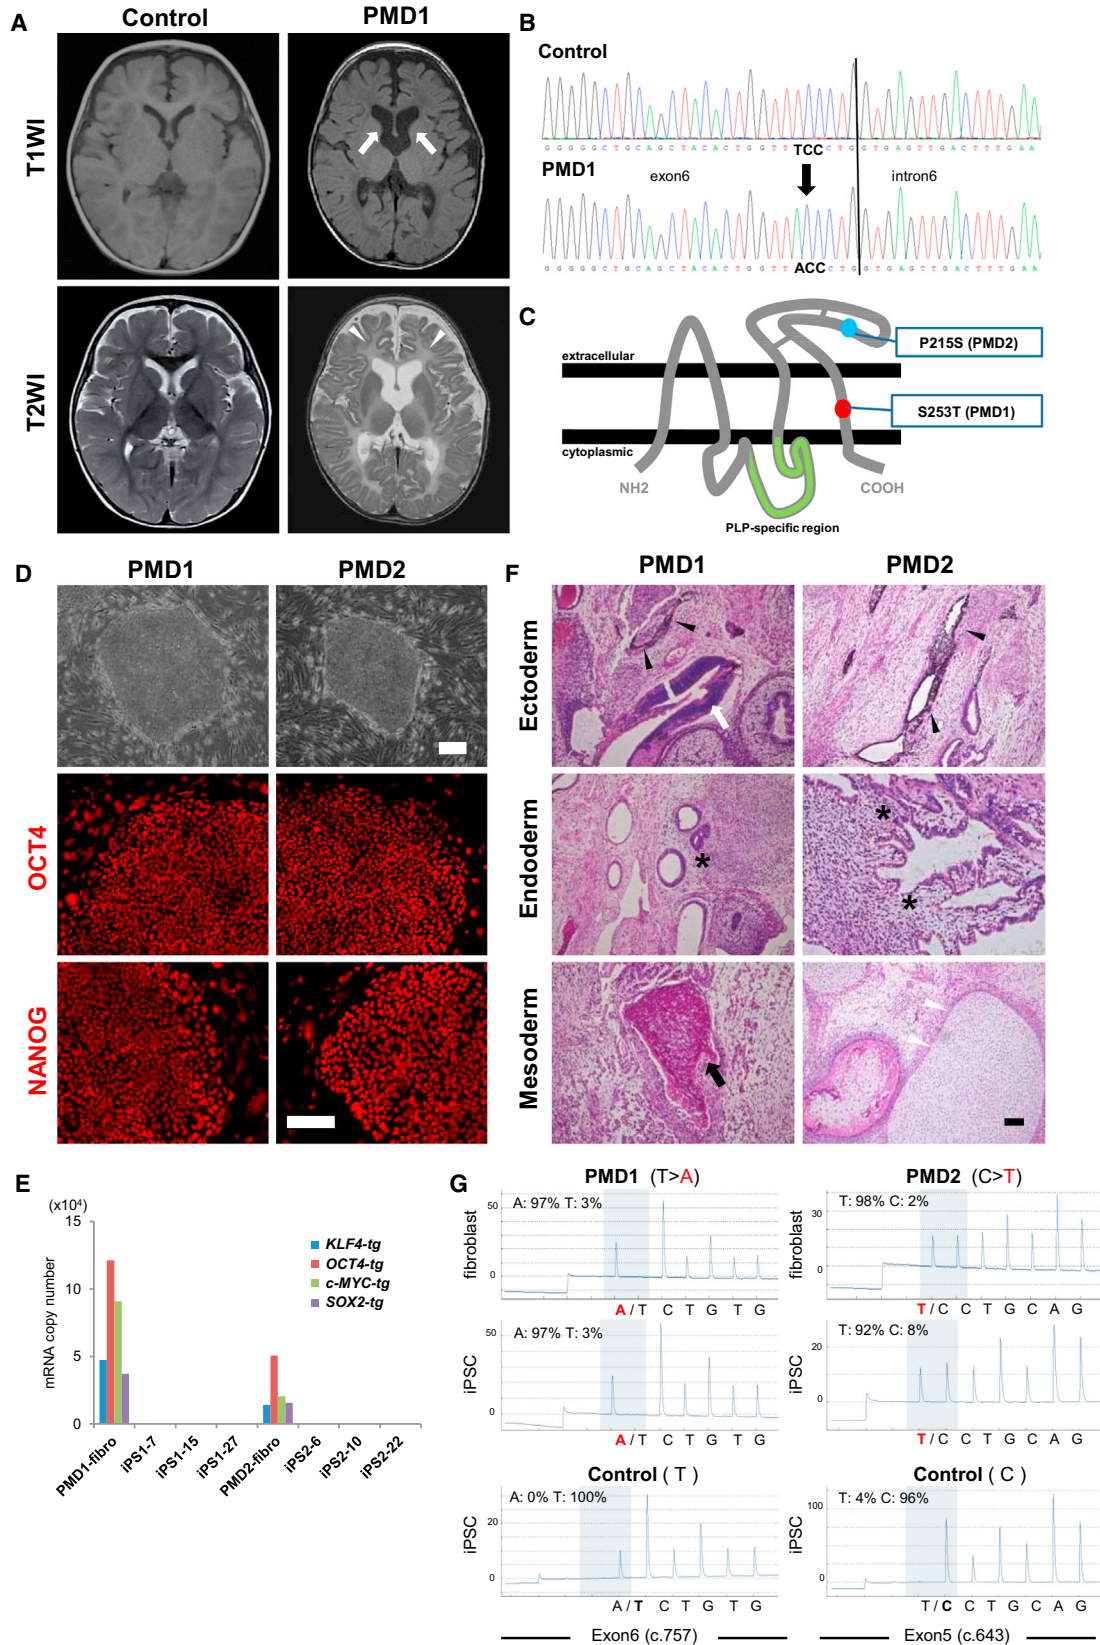 A
Control
PMD1
T1WI
T2WI
B
Control
G G G G G C T G C A G C T A C A C T G G T T TCC C T G G T G A G T T G A C T T T G A A
PMD1
exon6
intron6
G G G G G C T G C A G C T A C A C T G G T T ACC C T G G T G A G T T G A C T T T G A A
C
extracellular
cytoplasmic
P215S (PMD2)
S253T (PMD1)
NH2
COOH
PLP-specific region
D
PMD1
PMD2
OCT4
NANOG
F
PMD1
PMD2
Ectoderm
Endoderm
*
*
*
Mesoderm
E
(x10⁴)
mRNA copy number
15
10
5
0
KLF4-tg
OCT4-tg
c-MYC-tg
SOX2-tg
PMD1-fibro
iPS1-7
iPS1-15
iPS1-27
PMD2-fibro
iPS2-6
iPS2-10
iPS2-22
G
PMD1 (T>A)
PMD2 (C>T)
fibroblast
A: 97% T: 3%
50
0
A / T C T G T G
fibroblast
T: 98% C: 2%
30
0
T / C C T G C A G
iPSC
A: 97% T: 3%
50
0
A / T C T G T G
iPSC
T: 92% C: 8%
20
0
T / C C T G C A G
Control ( T )
Control ( C )
iPSC
A: 0% T: 100%
20
0
A / T C T G T G
iPSC
T: 4% C: 96%
100
0
T / C C T G C A G
Exon6 (c.757)
Exon5 (c.643)